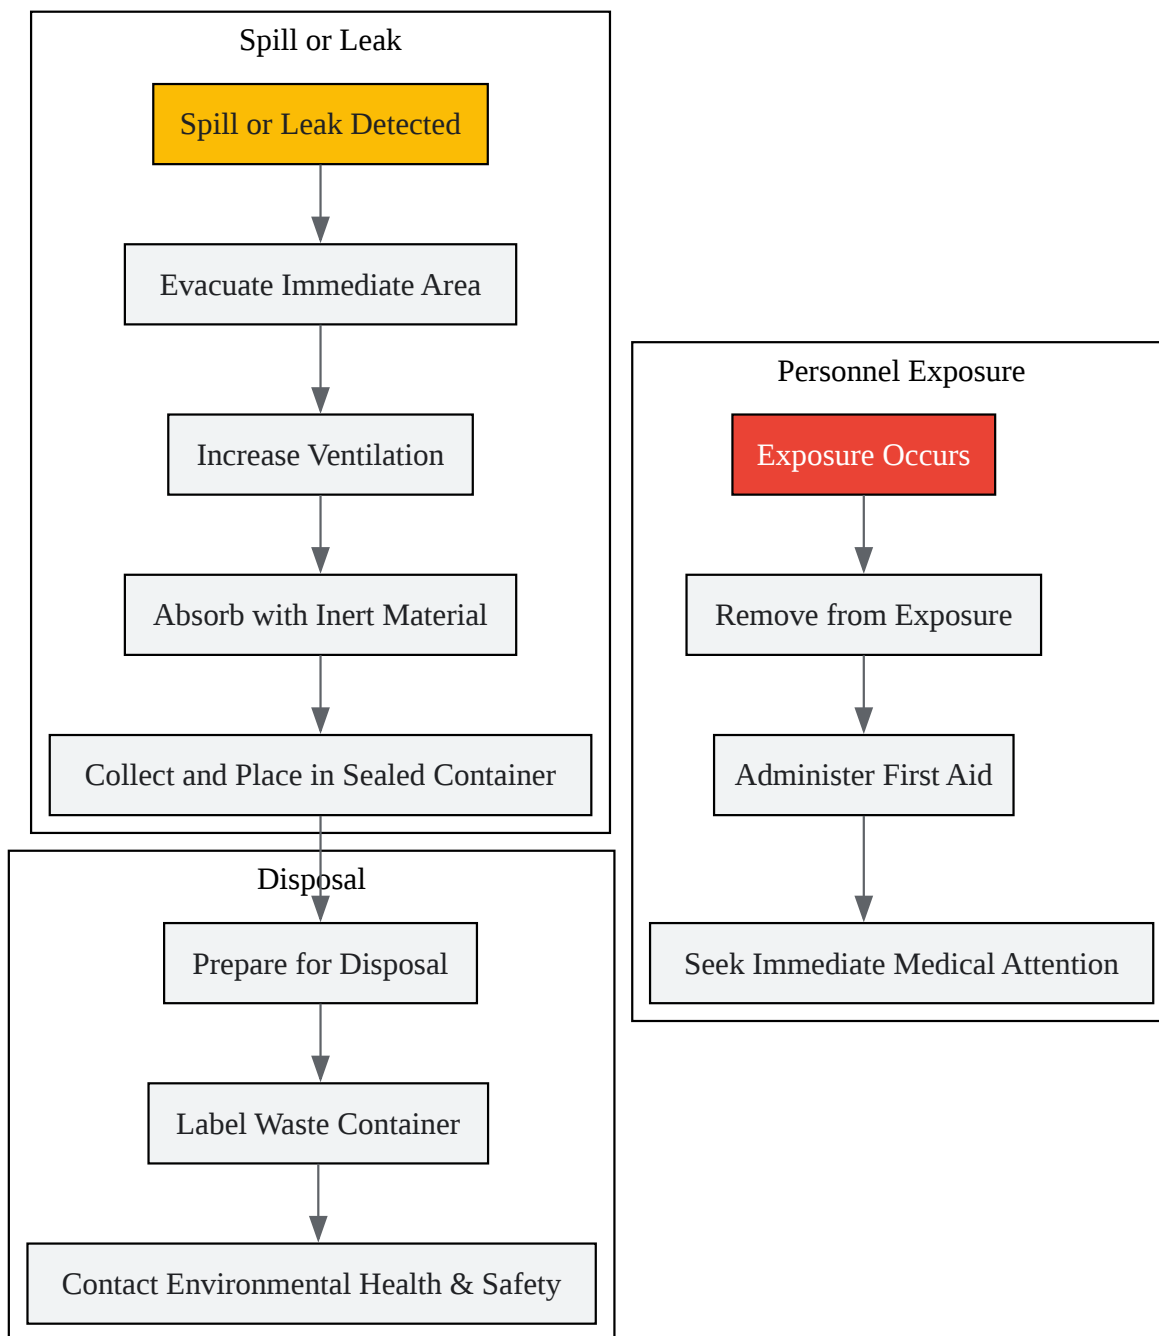 Spill or Leak
Spill or Leak Detected
Evacuate Immediate Area
Increase Ventilation
Absorb with Inert Material
Collect and Place in Sealed Container
Disposal
Prepare for Disposal
Label Waste Container
Contact Environmental Health & Safety
Personnel Exposure
Exposure Occurs
Remove from Exposure
Administer First Aid
Seek Immediate Medical Attention